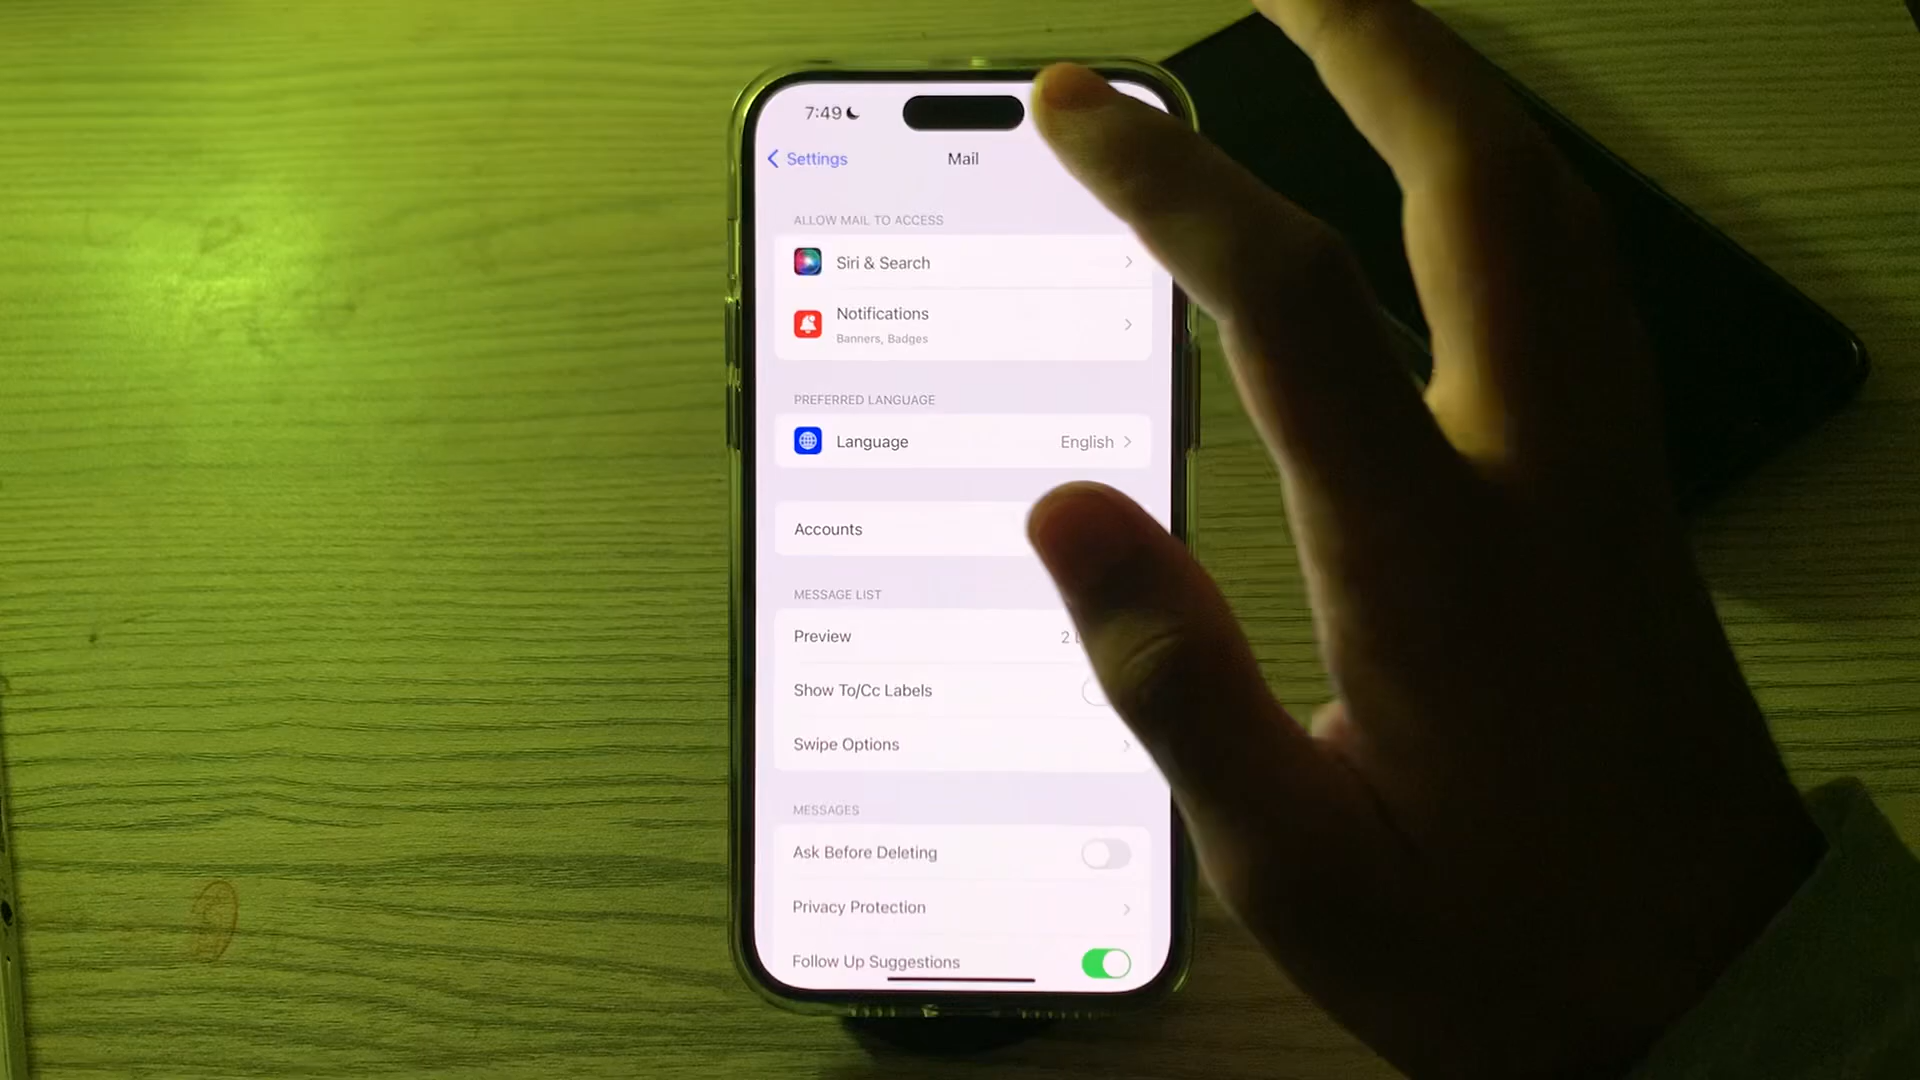 7:49
Settings
Mail
ALLOW MAIL TO ACCESS
Siri & Search
Notifications
Banners, Badges
PREFERRED LANGUAGE
Language English
Accounts
MESSAGE LIST
Preview 2
Show To/Cc Labels
Swipe Options
MESSAGES
Ask Before Deleting
Privacy Protection
Follow Up Suggestions